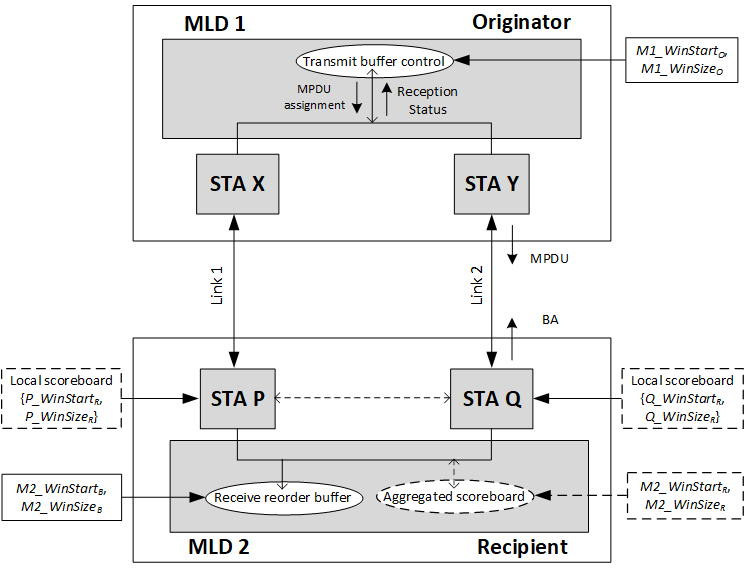 MLD 1
Originator
Transmit buffer control
M1_WinStartO,
M1_WinSizeO
MPDU
assignment
Reception
Status
STA X
STA Y
Link 1
Link 2
MPDU
BA
Local scoreboard
{P_WinStartR,
P_WinSizeR}
STA P
STA Q
Local scoreboard
{Q_WinStartR,
Q_WinSizeR}
M2_WinStartB,
M2_WinSizeB
Receive reorder buffer
Aggregated scoreboard
M2_WinStartR,
M2_WinSizeR
MLD 2
Recipient